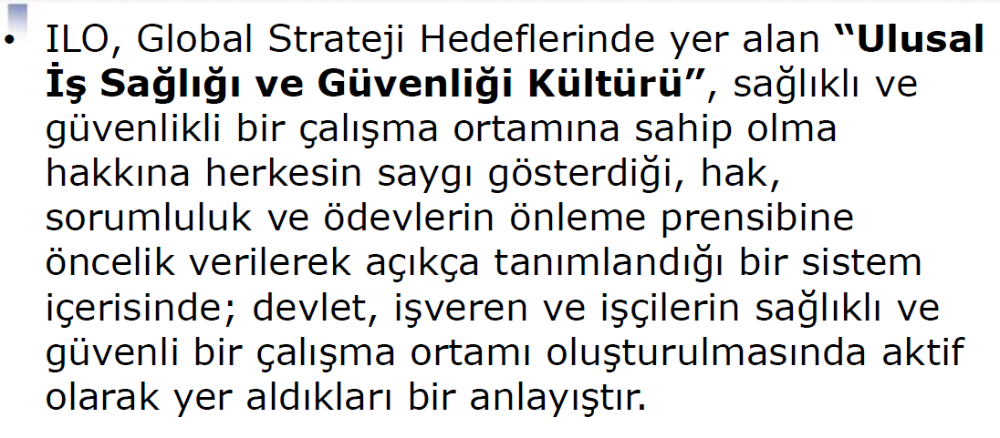 • ILO, Global Strateji Hedeflerinde yer alan “Ulusal
İş Sağlığı ve Güvenliği Kültürü”, sağlıklı ve
güvenlikli bir çalışma ortamına sahip olma
hakkına herkesin saygı gösterdiği, hak,
sorumluluk ve ödevlerin önleme prensibine
öncelik verilerek açıkça tanımlandığı bir sistem
içerisinde; devlet, işveren ve işçilerin sağlıklı ve
güvenli bir çalışma ortamı oluşturulmasında aktif
olarak yer aldıkları bir anlayıştır.